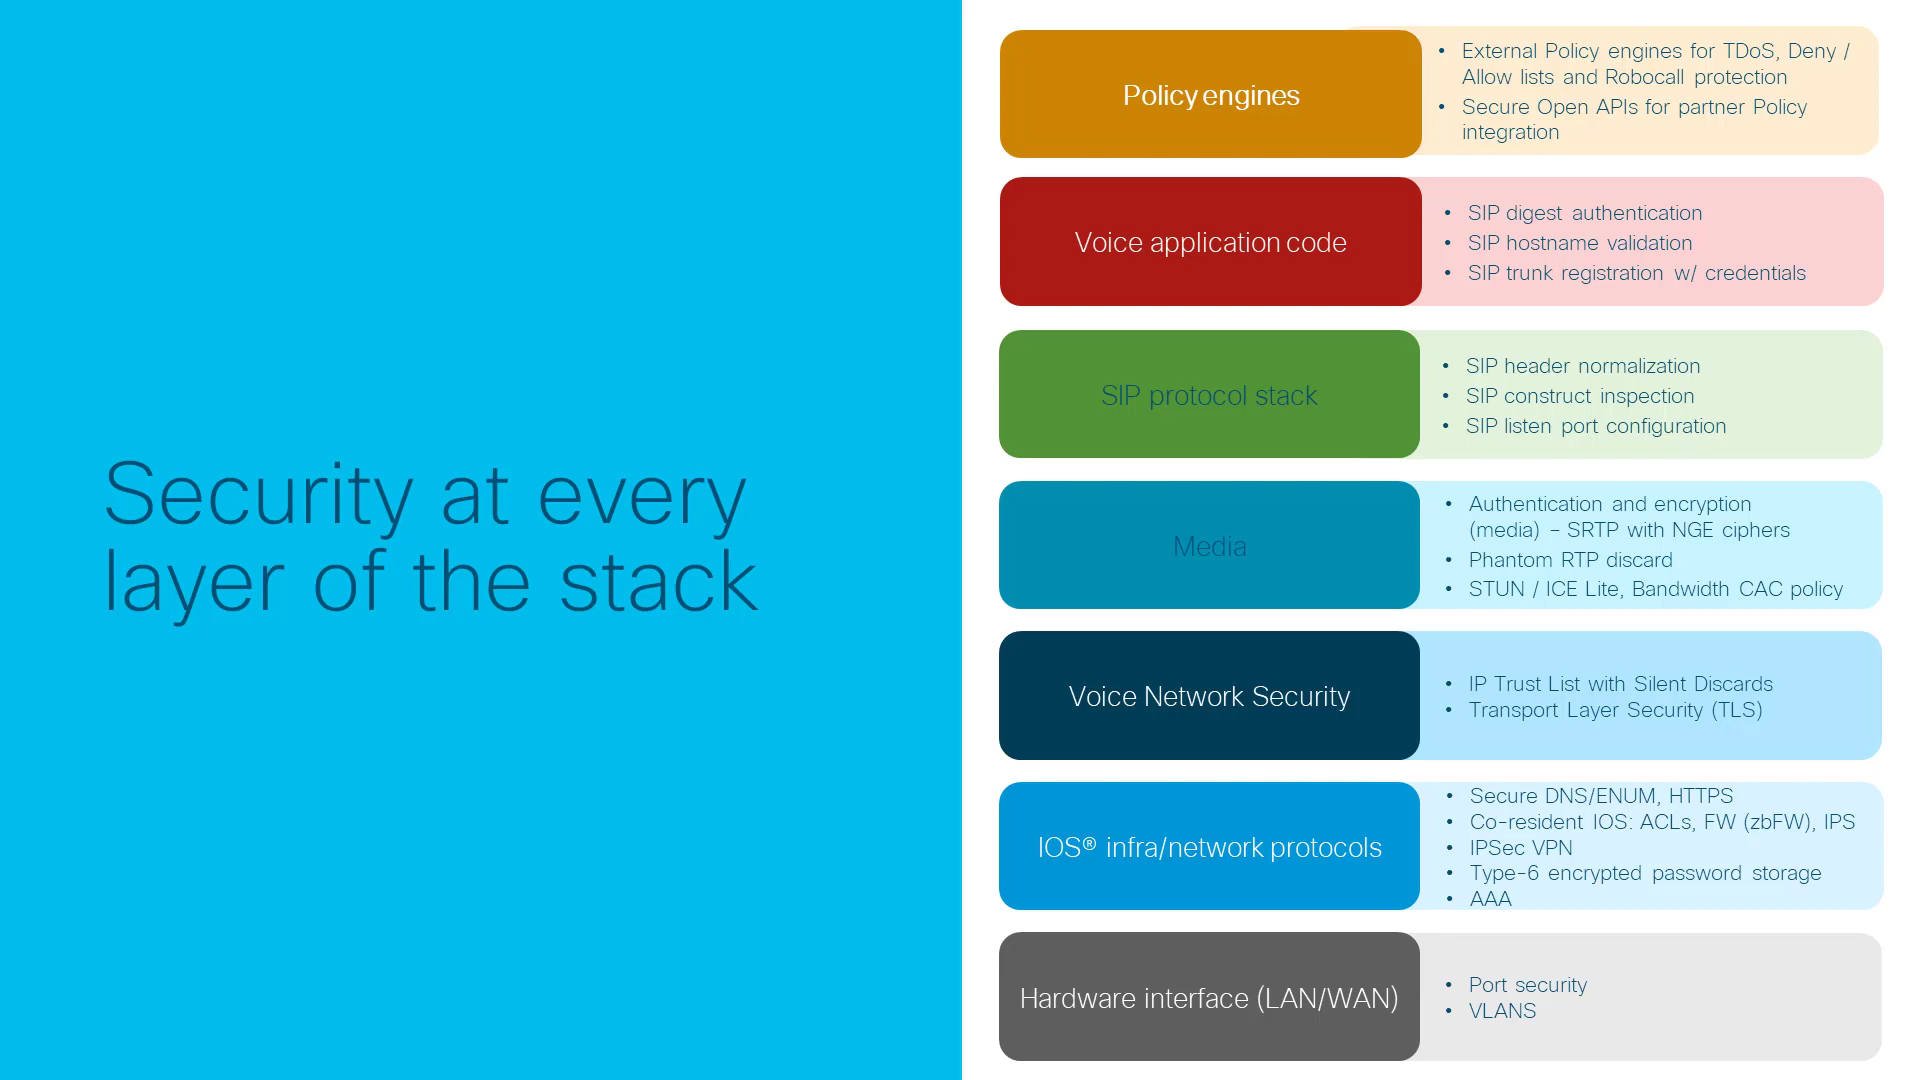 Security at every
layer of the stack
Policy engines
• External Policy engines for TDoS, Deny /
Allow lists and Robocall protection
• Secure Open APIs for partner Policy
integration
Voice application code
• SIP digest authentication
• SIP hostname validation
• SIP trunk registration w/ credentials
SIP protocol stack
• SIP header normalization
• SIP construct inspection
• SIP listen port configuration
Media
• Authentication and encryption
(media) – SRTP with NGE ciphers
• Phantom RTP discard
• STUN / ICE Lite, Bandwidth CAC policy
Voice Network Security
• IP Trust List with Silent Discards
• Transport Layer Security (TLS)
IOS® infra/network protocols
• Secure DNS/ENUM, HTTPS
• Co-resident IOS: ACLs, FW (zbFW), IPS
• IPSec VPN
• Type-6 encrypted password storage
• AAA
Hardware interface (LAN/WAN)
• Port security
• VLANS